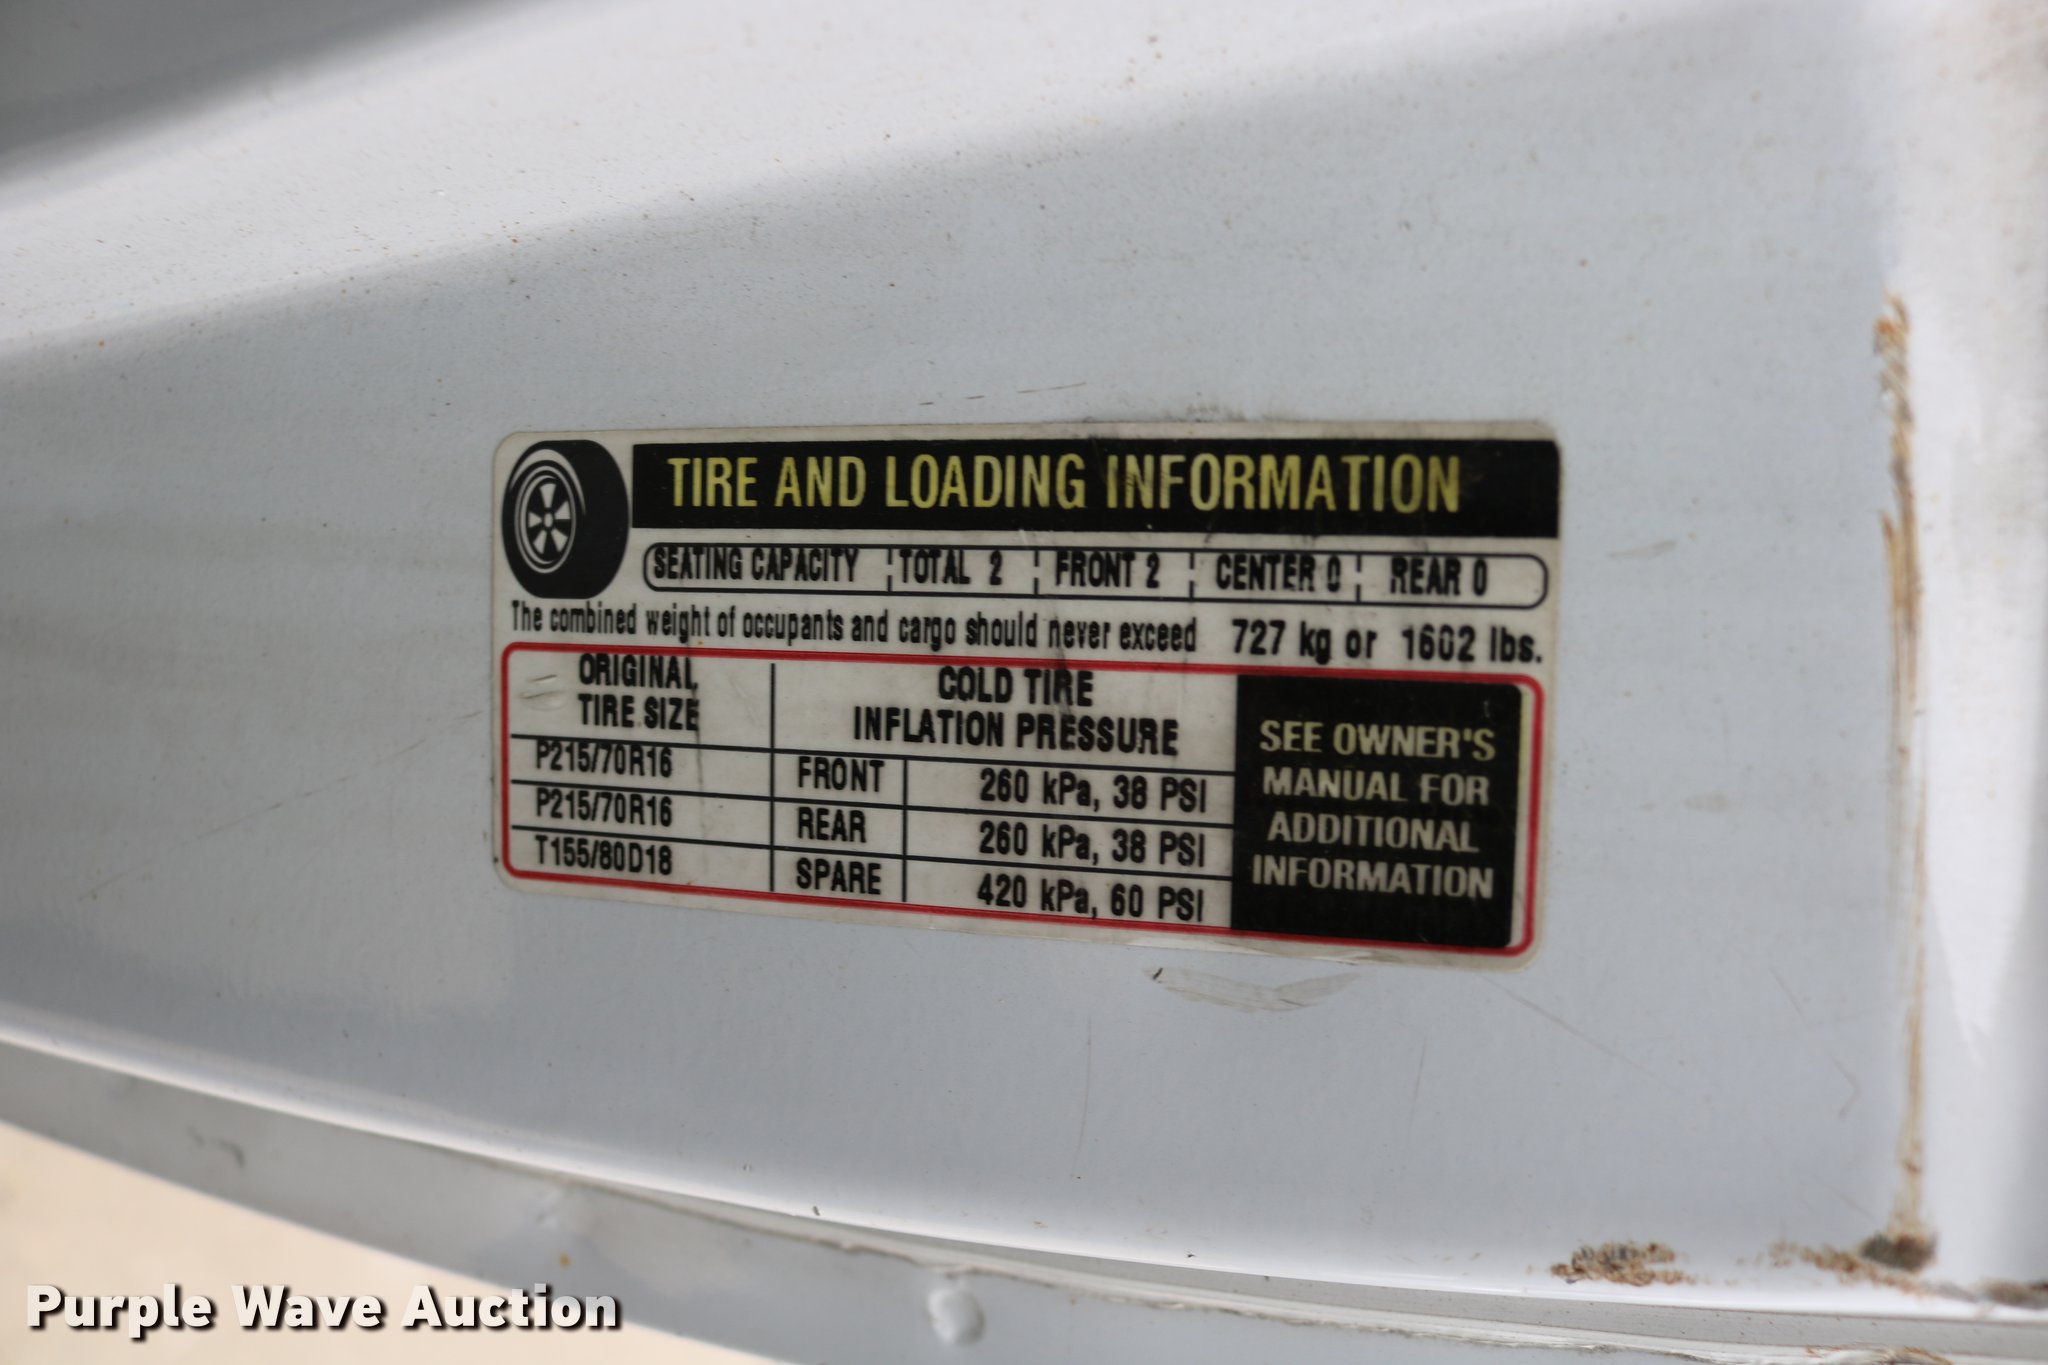 TIRE AND LOADING INFORMATION
SEATING CAPACITY TOTAL 2 FRONT 2 CENTER 0 REAR 0
The combined weight of occupants and cargo should never exceed 727 kg or 1602 lbs.
ORIGINAL
TIRE SIZE
COLD TIRE
INFLATION PRESSURE
P215/70R16 FRONT 260 kPa, 38 PSI
P215/70R16 REAR 260 kPa, 38 PSI
T155/80D18 SPARE 420 kPa, 60 PSI
SEE OWNER'S
MANUAL FOR
ADDITIONAL
INFORMATION
Purple Wave Auction